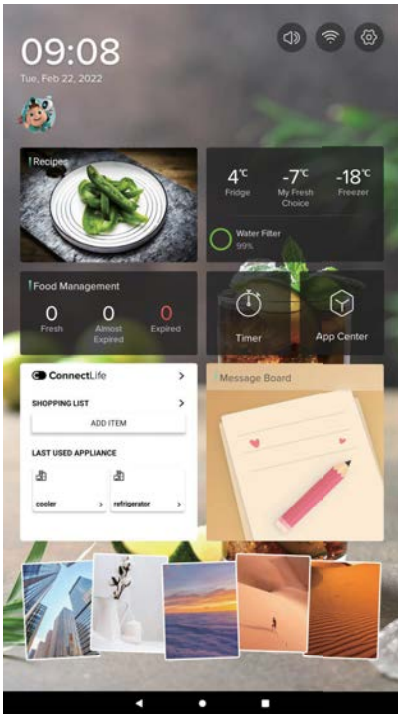 09:08
Tue, Feb 22, 2022
Recipes
4℃ -7℃ -18℃
Fridge My Fresh Choice Freezer
Water Filter
99%
Food Management
0 0 0
Fresh Almost Expired Expired
Timer App Center
ConnectLife >
SHOPPING LIST >
ADD ITEM
LAST USED APPLIANCE
cooler > refrigerator >
Message Board